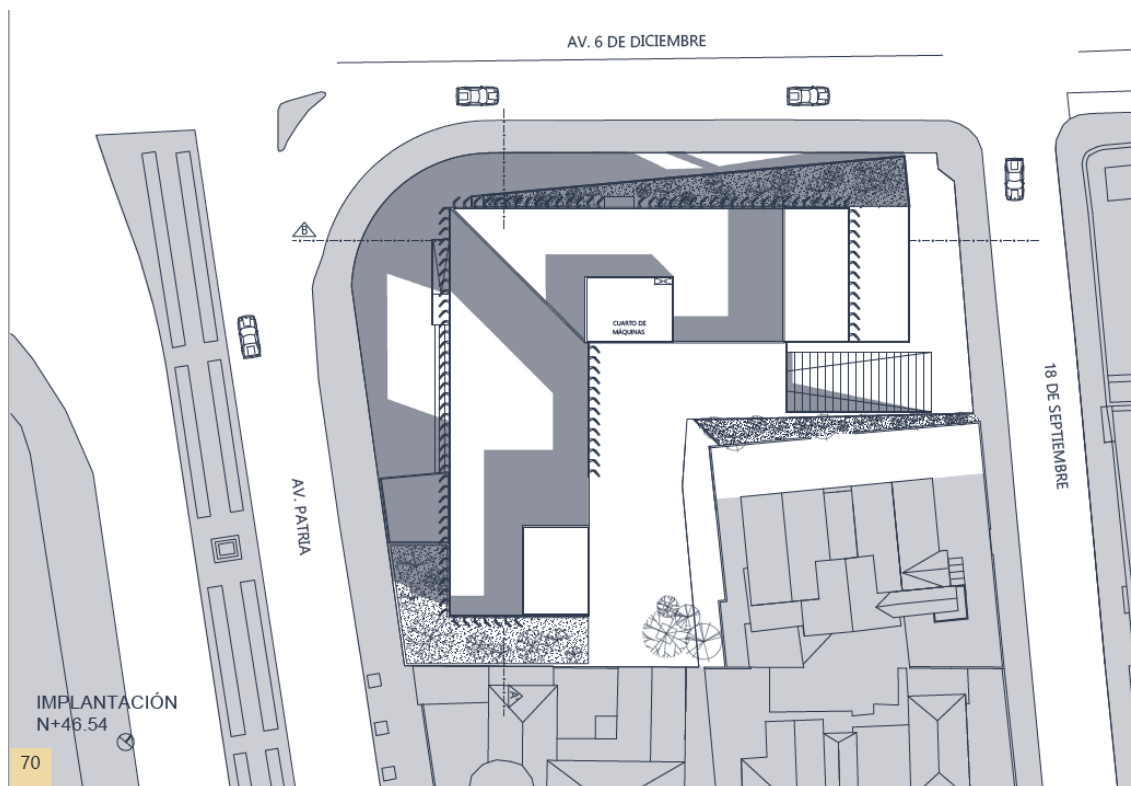 AV. 6 DE DICIEMBRE
B
CUARTO DE
MÁQUINAS
18 DE SEPTIEMBRE
AV. PATRIA
A
IMPLANTACIÓN
N+46.54
70